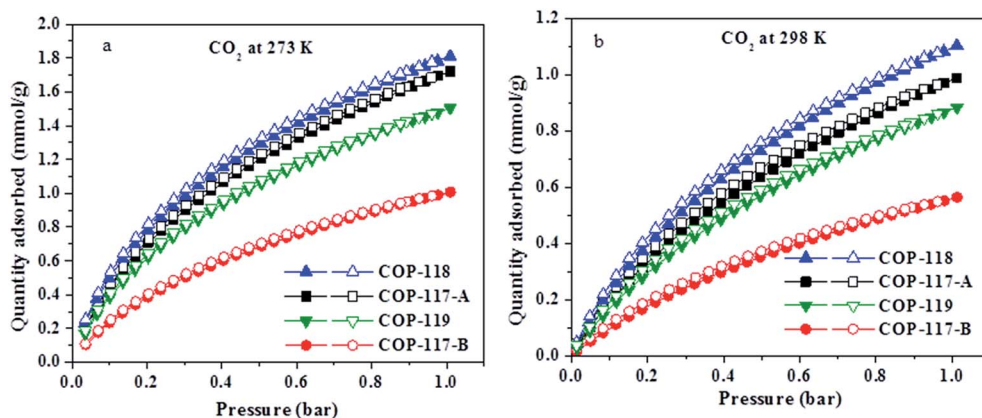 a
CO2 at 273 K
Quantity adsorbed (mmol/g)
2.0
1.8
1.6
1.4
1.2
1.0
0.8
0.6
0.4
0.2
0.0
COP-118
COP-117-A
COP-119
COP-117-B
0.0 0.2 0.4 0.6 0.8 1.0
Pressure (bar)
b
CO2 at 298 K
Quantity adsorbed (mmol/g)
1.2
1.0
0.8
0.6
0.4
0.2
0.0
COP-118
COP-117-A
COP-119
COP-117-B
0.0 0.2 0.4 0.6 0.8 1.0
Pressure (bar)